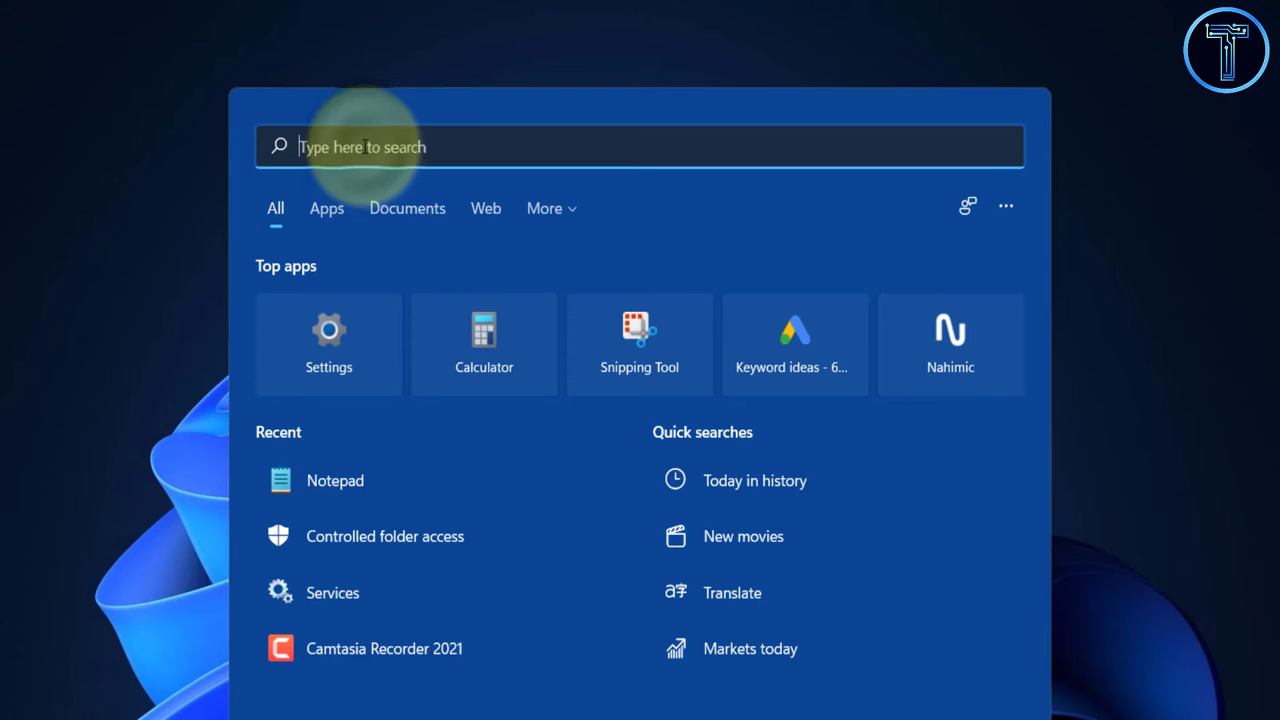 T
Type here to search
All Apps Documents Web More
Top apps
Settings Calculator Snipping Tool Keyword ideas - 6... Nahimic
Recent
Notepad
Controlled folder access
Services
Camtasia Recorder 2021
Quick searches
Today in history
New movies
Translate
Markets today